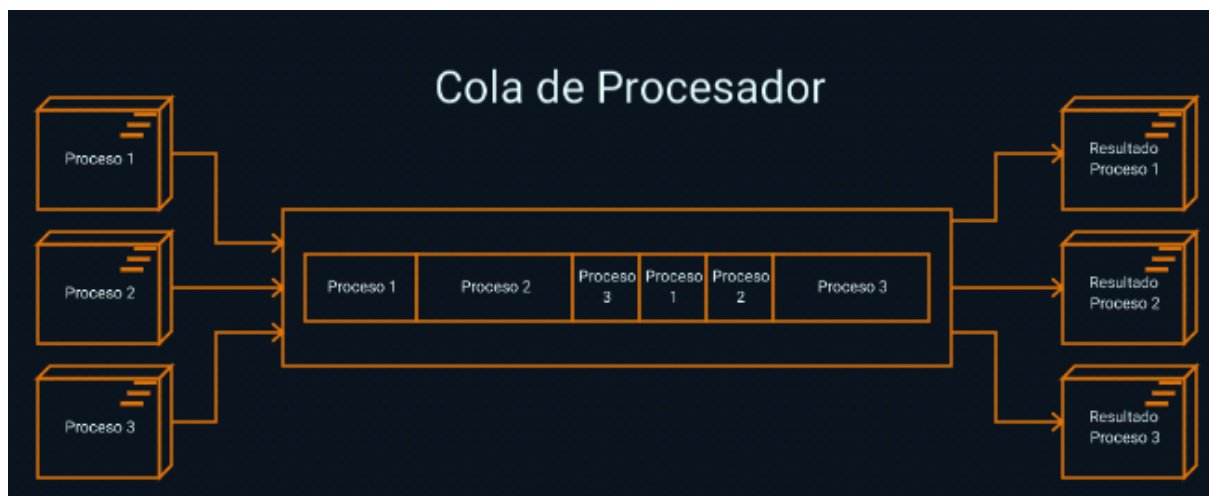 Cola de Procesador
Proceso 1
Resultado
Proceso 1
Proceso 1
Proceso 2
Proceso
3
Proceso
1
Proceso
2
Proceso 3
Proceso 2
Resultado
Proceso 2
Proceso 3
Resultado
Proceso 3